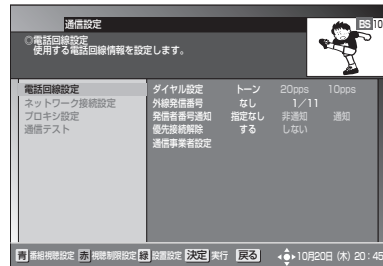 通信設定
BS 10
◎電話回線設定
使用する電話回線情報を設定します。
電話回線設定
ネットワーク接続設定
プロキシ設定
通信テスト
ダイヤル設定 トーン 20pps 10pps
外線発信番号 なし 1／11
発信者番号通知 指定なし 非通知 通知
優先接続解除 する しない
通信事業者設定
青 番組視聴設定 赤 視聴制限設定 緑 設置設定 決定 実行 戻る 10月20日 (木) 20:45